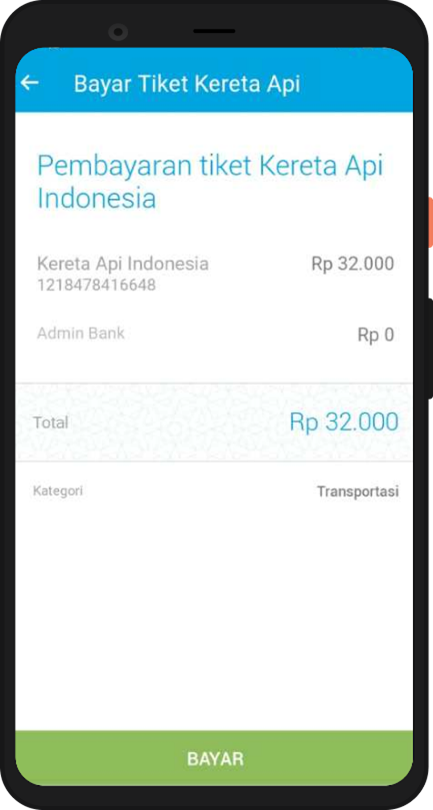 Bayar Tiket Kereta Api
Pembayaran tiket Kereta Api
Indonesia
Kereta Api Indonesia Rp 32.000
1218478416648
Admin Bank Rp 0
Total Rp 32.000
Kategori Transportasi
BAYAR